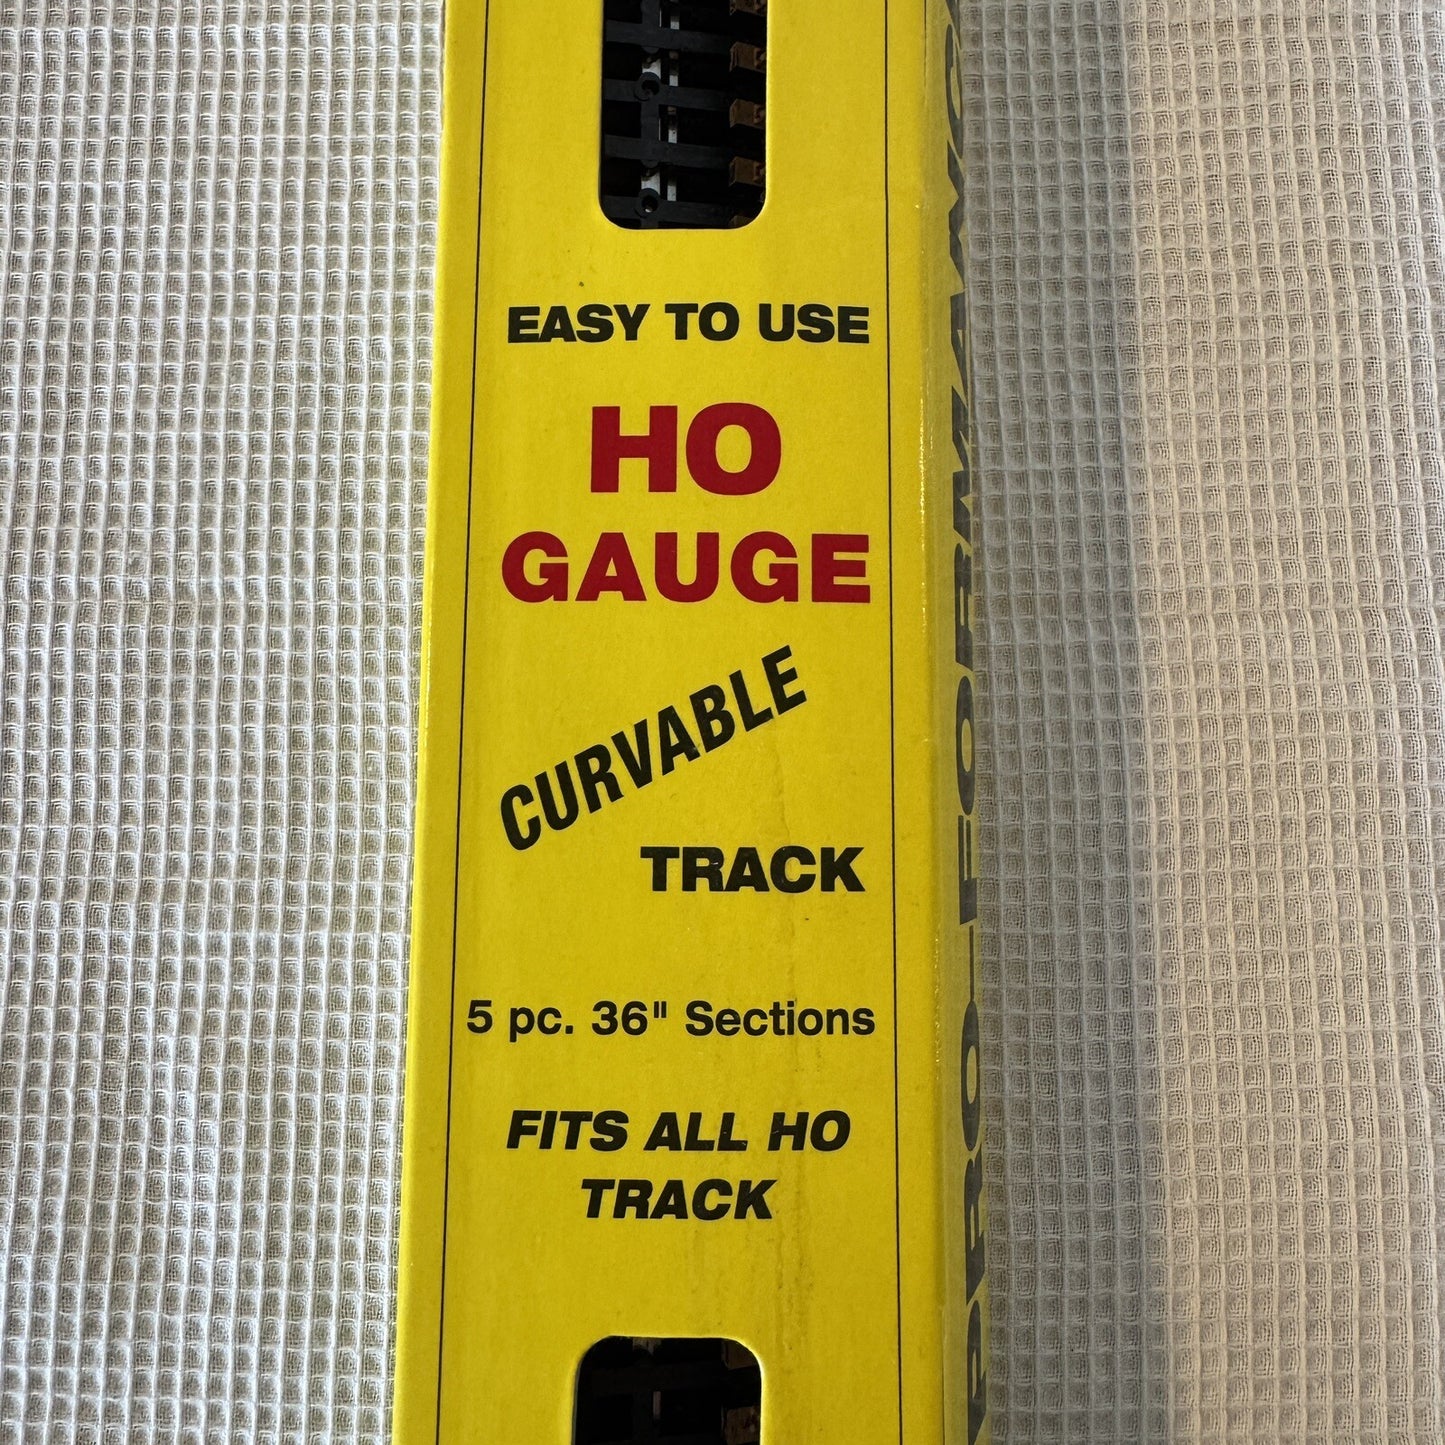 EASY TO USE
HO
GAUGE
CURVABLE
TRACK
5 pc. 36" Sections
FITS ALL HO
TRACK